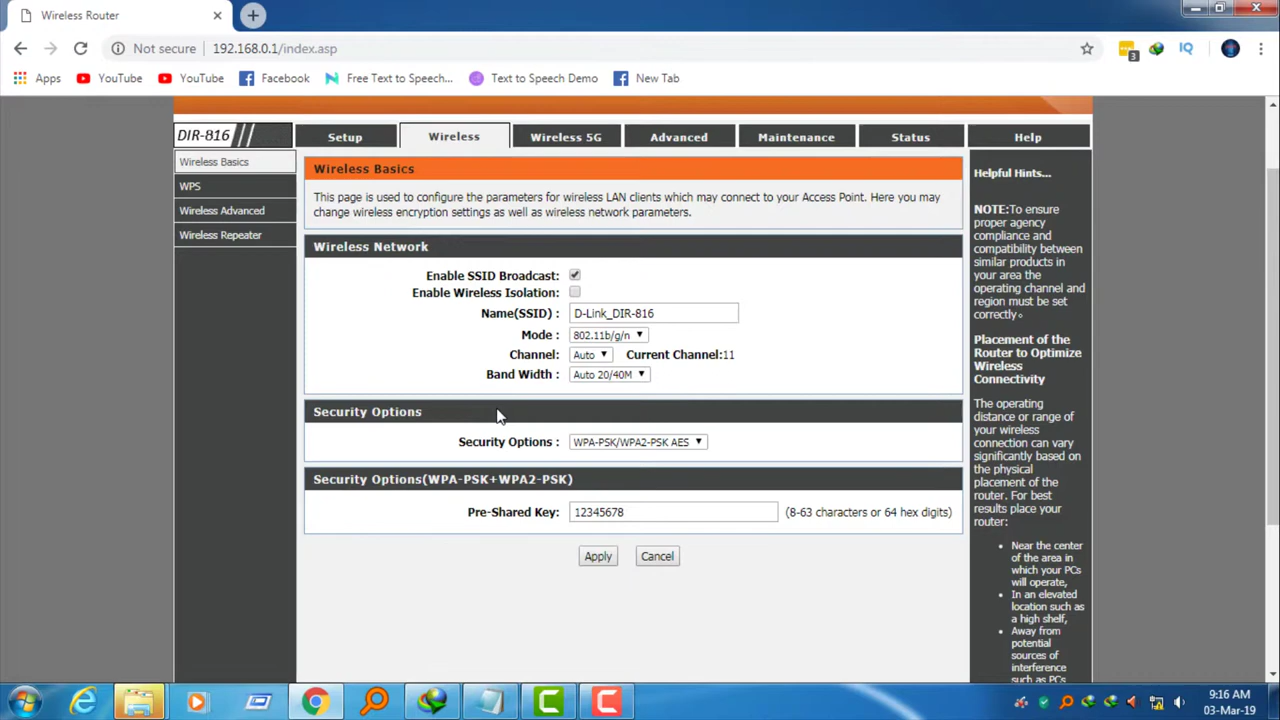 Wireless Router
Not secure 192.168.0.1/index.asp
3
Apps YouTube YouTube Facebook Free Text to Speech... Text to Speech Demo New Tab
DIR-816 Setup Wireless Wireless 5G Advanced Maintenance Status Help
Wireless Basics
WPS
Wireless Advanced
Wireless Repeater
Wireless Basics
This page is used to configure the parameters for wireless LAN clients which may connect to your Access Point. Here you may
change wireless encryption settings as well as wireless network parameters.
Wireless Network
Enable SSID Broadcast:
Enable Wireless Isolation:
Name(SSID) : D-Link_DIR-816
Mode : 802.11b/g/n
Channel: Auto Current Channel:11
Band Width : Auto 20/40M
Security Options
Security Options : WPA-PSK/WPA2-PSK AES
Security Options(WPA-PSK+WPA2-PSK)
Pre-Shared Key: 12345678 (8-63 characters or 64 hex digits)
Apply Cancel
Helpful Hints...
NOTE:To ensure
proper agency
compliance and
compatibility between
similar products in
your area the
operating channel and
region must be set
correctly。
Placement of the
Router to Optimize
Wireless
Connectivity
The operating
distance or range of
your wireless
connection can vary
significantly based on
the physical
placement of the
router. For best
results place your
router:
Near the center
of the area in
which your PCs
will operate,
In an elevated
location such as
a high shelf,
Away from
potential
sources of
interference
such as PCs
9:16 AM
03-Mar-19